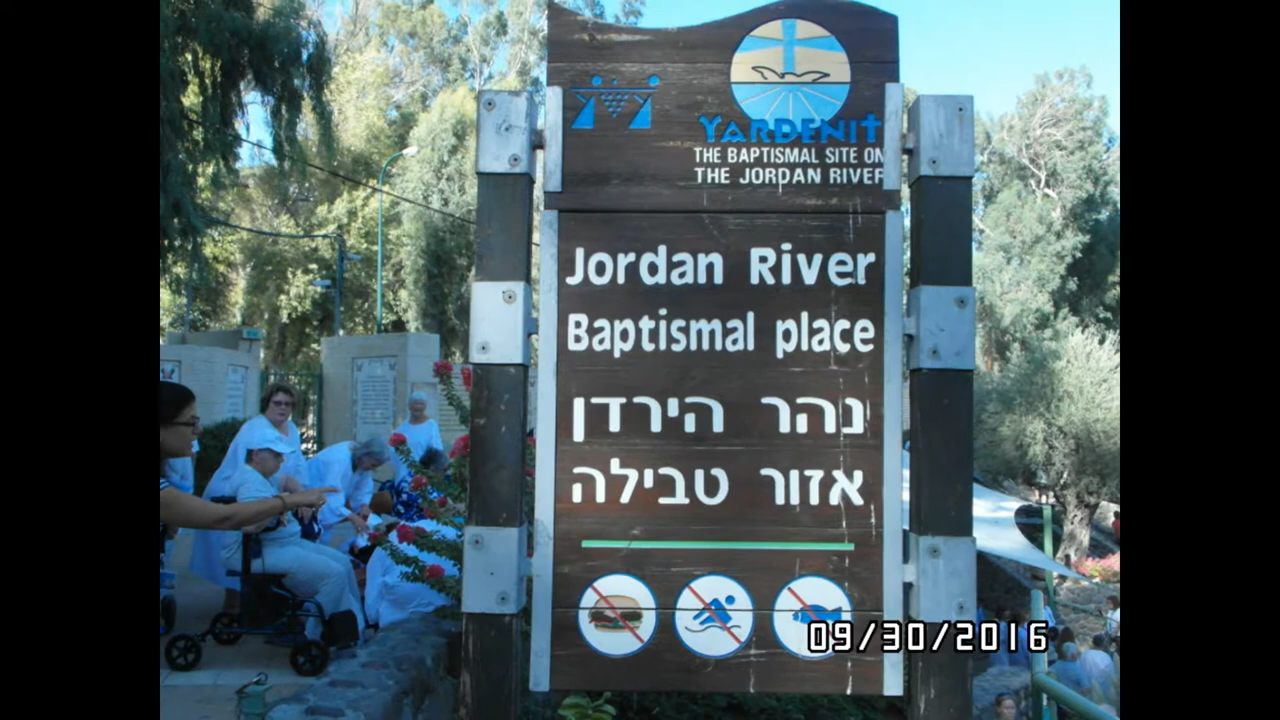 YARDENIT
THE BAPTISMAL SITE ON
THE JORDAN RIVER
Jordan River
Baptismal place
נהר הירדן
אזור טבילה
09/30/2016